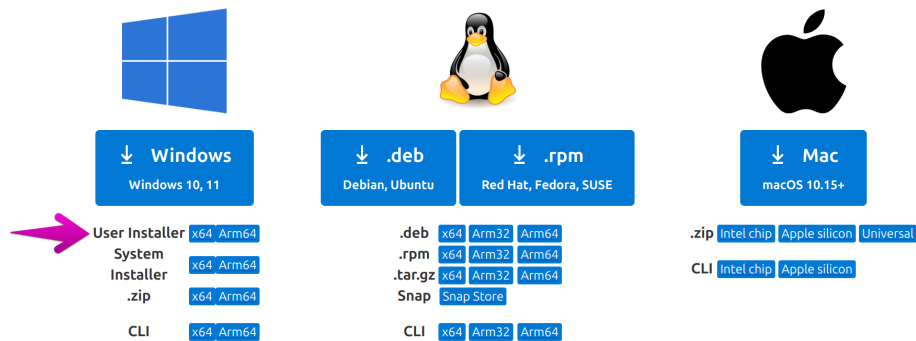 Windows
Windows 10, 11
User Installer x64 Arm64
System
Installer x64 Arm64
.zip x64 Arm64
CLI x64 Arm64
.deb
Debian, Ubuntu
.rpm
Red Hat, Fedora, SUSE
.deb x64 Arm32 Arm64
.rpm x64 Arm32 Arm64
.tar.gz x64 Arm32 Arm64
Snap Snap Store
CLI x64 Arm32 Arm64
Mac
macOS 10.15+
.zip Intel chip Apple silicon Universal
CLI Intel chip Apple silicon